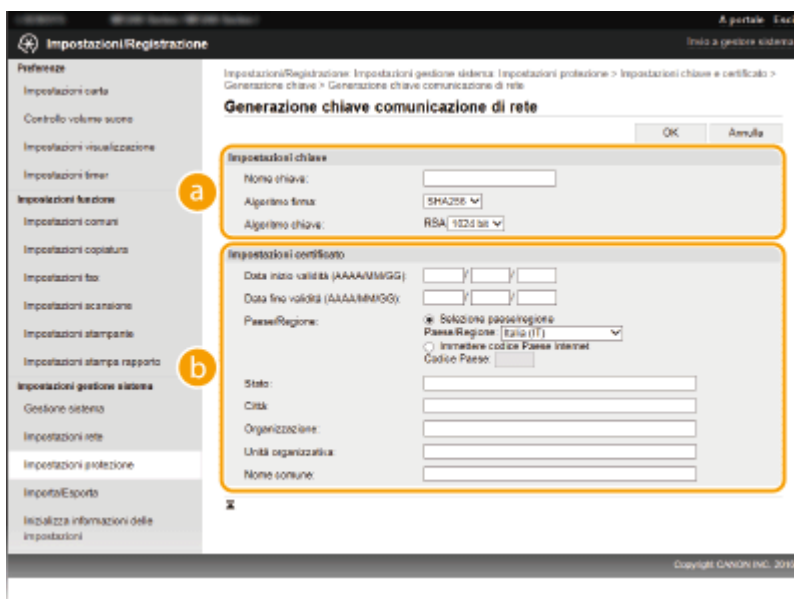 A portale Esci
Impostazioni/Registrazione
Invio a gestore sistema
Preferenze
Impostazioni carta
Controllo volume suono
Impostazioni visualizzazione
Impostazioni timer
Impostazioni funzione
Impostazioni comuni
Impostazioni copiatura
Impostazioni fax
Impostazioni scansione
Impostazioni stampante
Impostazioni stampa rapporto
Impostazioni gestione sistema
Gestione sistema
Impostazioni rete
Impostazioni protezione
Importa/Esporta
Inizializza informazioni delle
impostazioni
Impostazioni/Registrazione: Impostazioni gestione sistema: Impostazioni protezione > Impostazioni chiave e certificato >
Generazione chiave > Generazione chiave comunicazione di rete
Generazione chiave comunicazione di rete
OK Annulla
a
Impostazioni chiave
Nome chiave:
Algoritmo firma: SHA256
Algoritmo chiave: RSA 1024 bit
b
Impostazioni certificato
Data inizio validità (AAAA/MM/GG): / /
Data fine validità (AAAA/MM/GG): / /
Paese/Regione: Selezione paese/regione
Paese/Regione: Italia (IT)
Immettere codice Paese Internet
Codice Paese:
Stato:
Città:
Organizzazione:
Unità organizzativa:
Nome comune:
Copyright CANON INC.